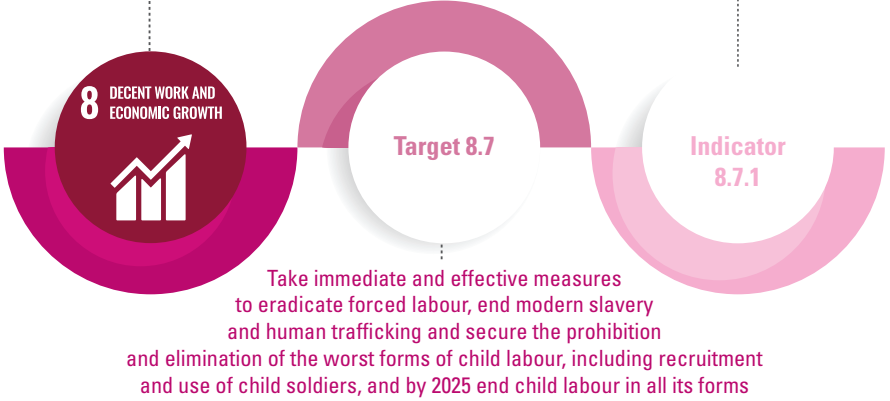 8 DECENT WORK AND
ECONOMIC GROWTH
Target 8.7
Indicator
8.7.1
Take immediate and effective measures
to eradicate forced labour, end modern slavery
and human trafficking and secure the prohibition
and elimination of the worst forms of child labour, including recruitment
and use of child soldiers, and by 2025 end child labour in all its forms